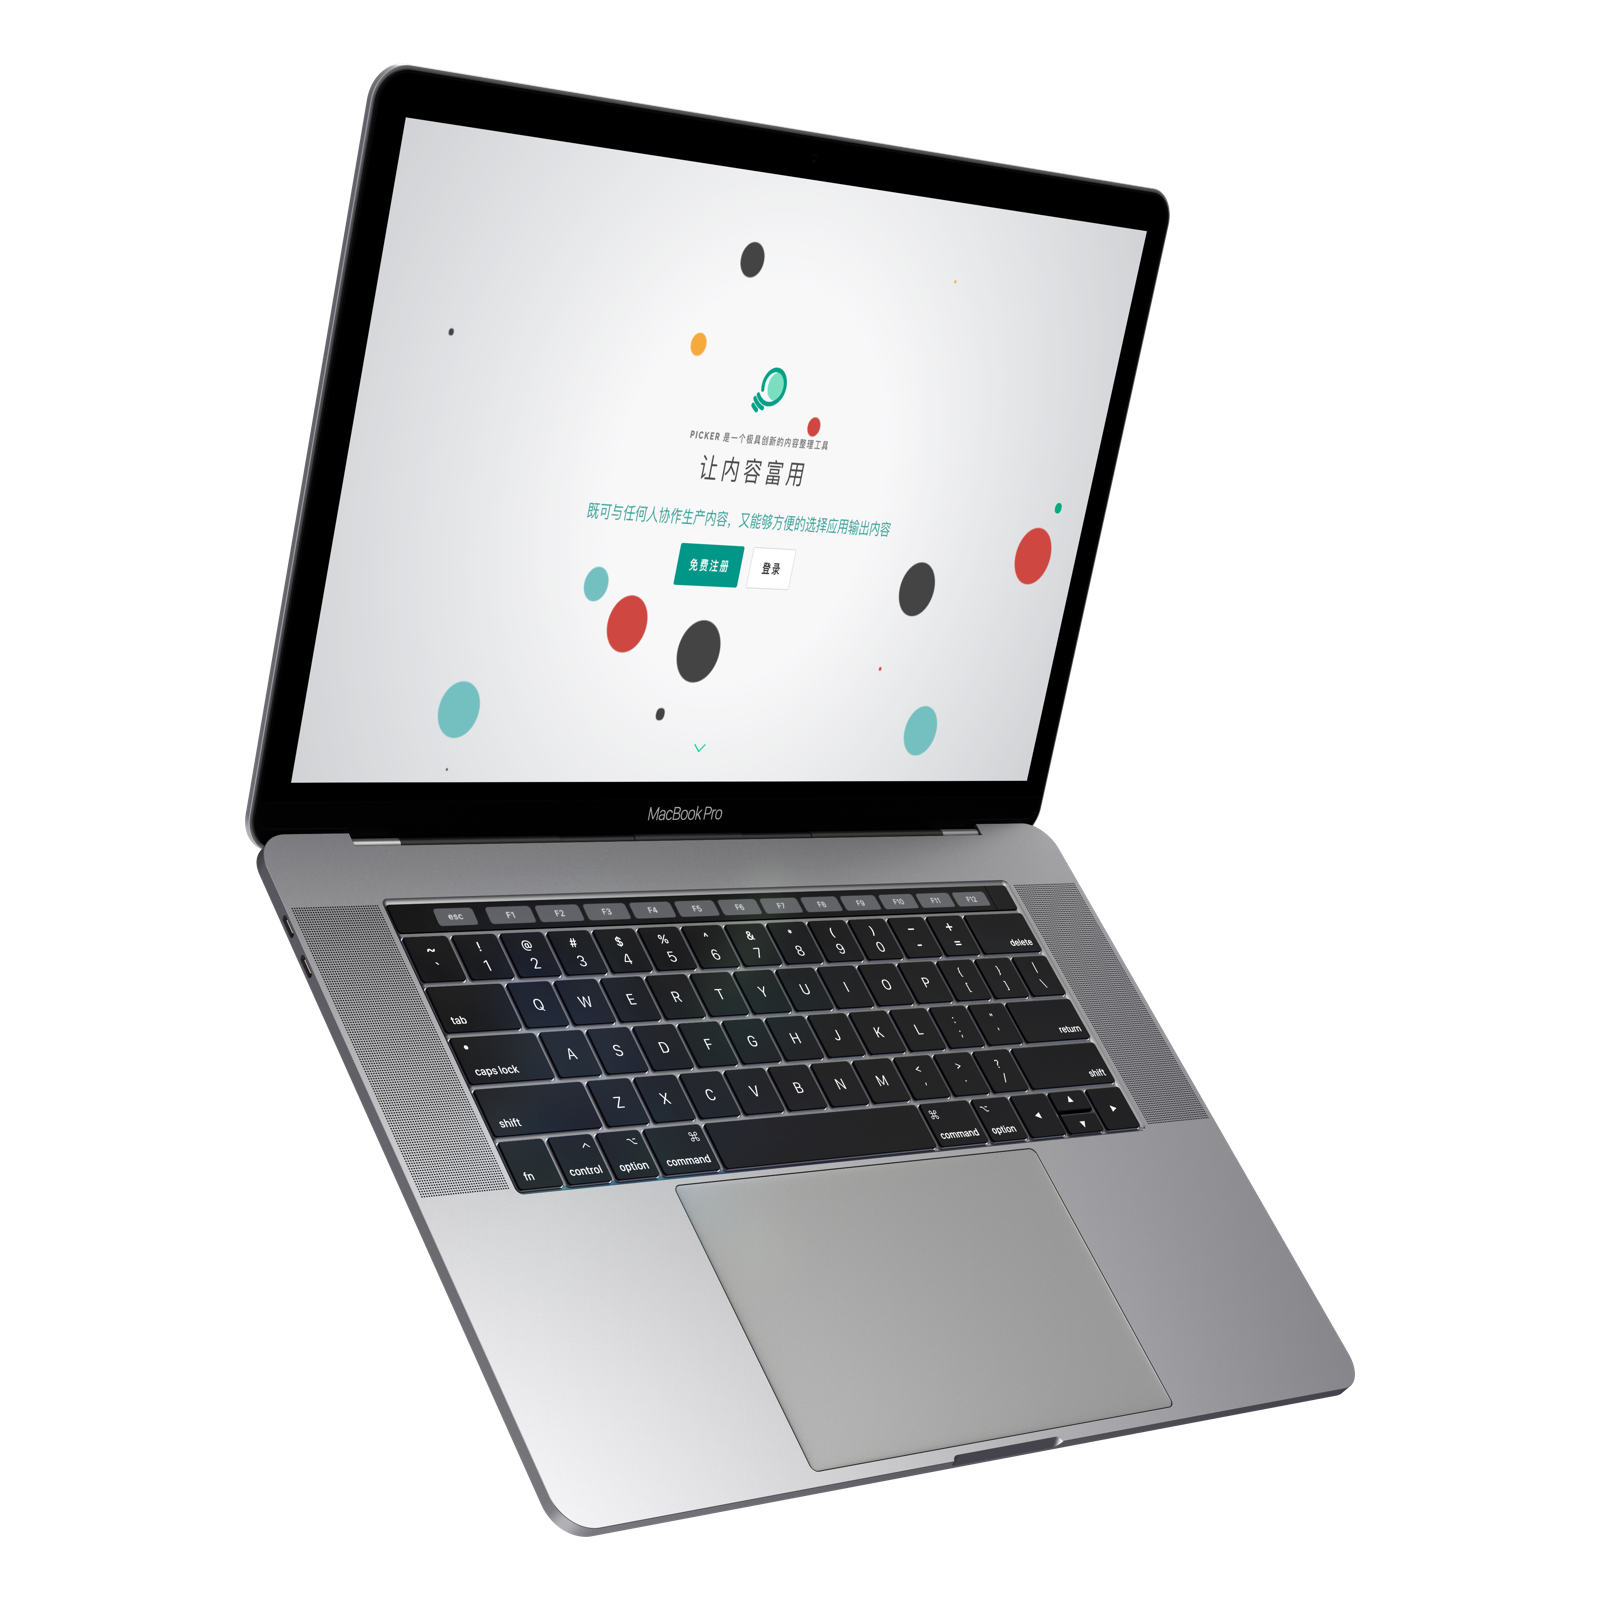 PICKER 是一个极具创新的内容整理工具
让内容富用
既可与任何人协作生产内容，又能够方便的选择应用输出内容
免费注册 登录
MacBook Pro
esc F1 F2 F3 F4 F5 F6 F7 F8 F9 F10 F11 F12
~ ! @ # $ % ^ & * ( ) _ +
` 1 2 3 4 5 6 7 8 9 0 - = delete
tab Q W E R T Y U I O P { [ } ] | \
caps lock A S D F G H J K L : ; " ' return
shift Z X C V B N M < , > . ? / shift
fn ^ control ⌥ option ⌘ command ⌘ command ⌥ option ◀ ▲ ▼ ▶